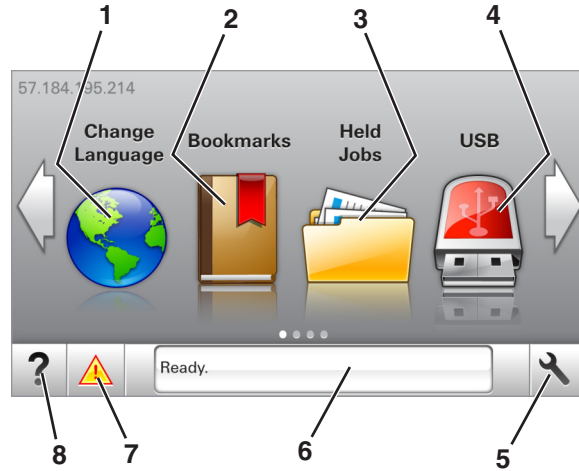 1 2 3 4
57.184.195.214
Change
Language
Bookmarks
Held
Jobs
USB
?
Ready.
8 7 6 5